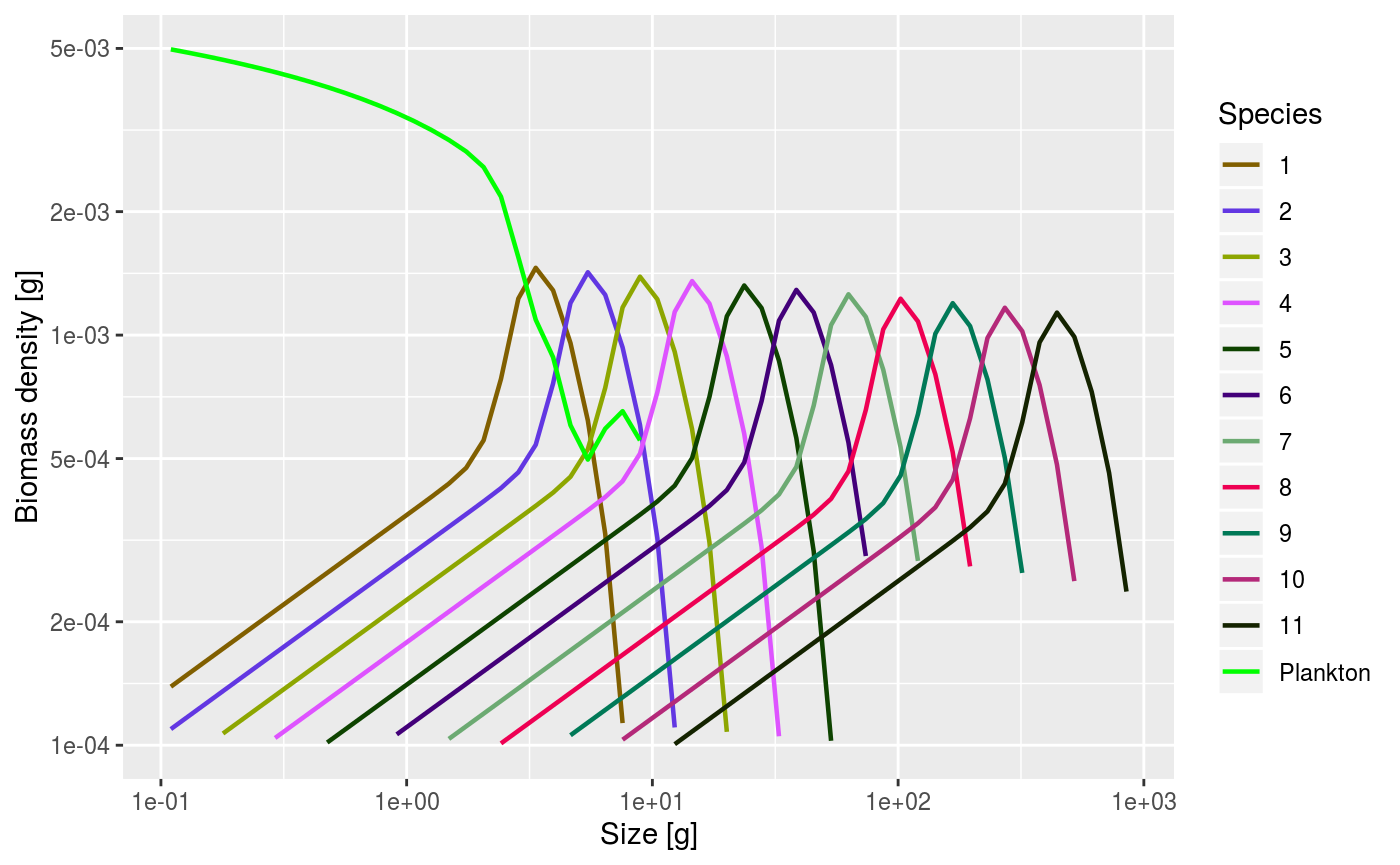 5e-03
2e-03
1e-03
5e-04
2e-04
1e-04
Biomass density [g]
1e-01 1e+00 1e+01 1e+02 1e+03
Size [g]
Species
1
2
3
4
5
6
7
8
9
10
11
Plankton